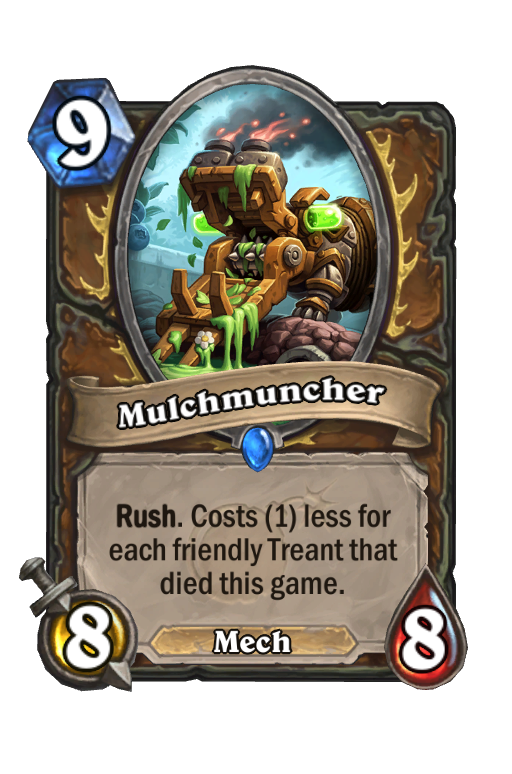 9
Mulchmuncher
Rush. Costs (1) less for
each friendly Treant that
died this game.
8
Mech
8